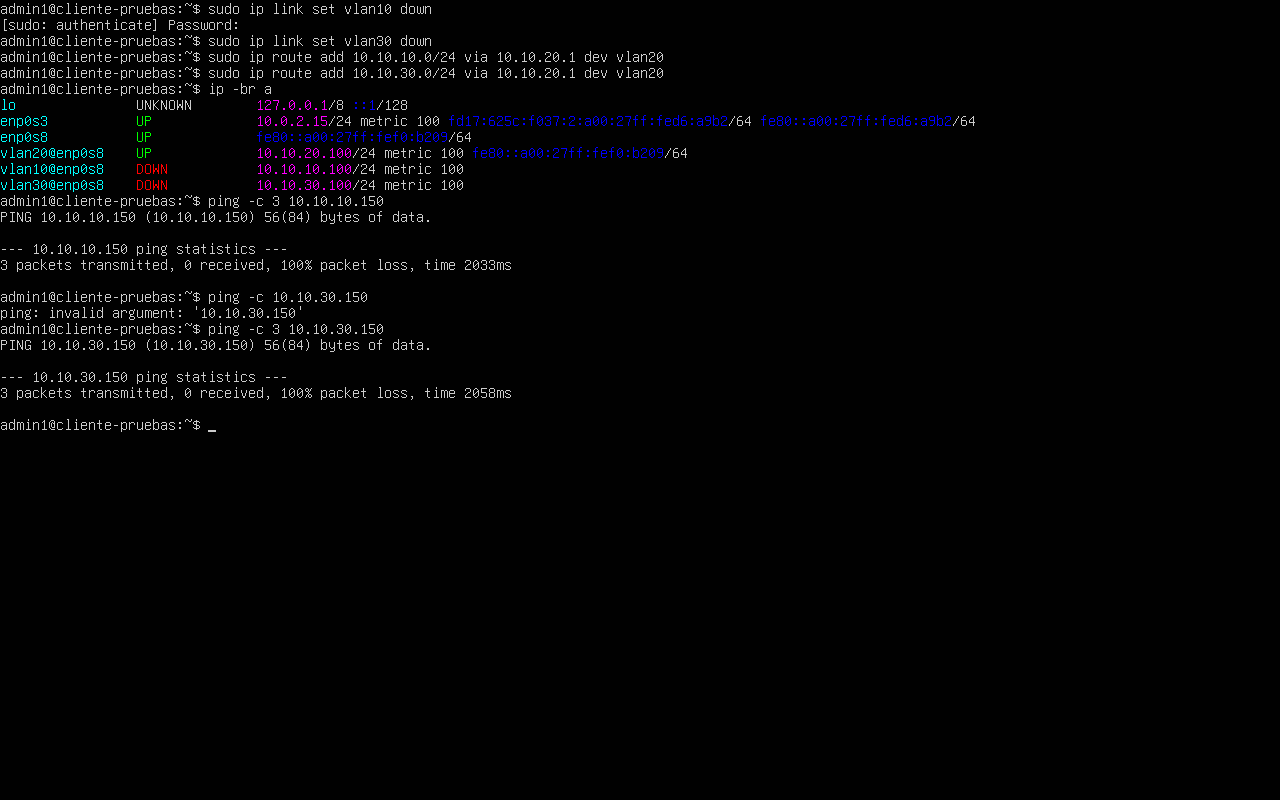 admin1@cliente-pruebas:~$ sudo ip link set vlan10 down
[sudo: authenticate] Password:
admin1@cliente-pruebas:~$ sudo ip link set vlan30 down
admin1@cliente-pruebas:~$ sudo ip route add 10.10.10.0/24 via 10.10.20.1 dev vlan20
admin1@cliente-pruebas:~$ sudo ip route add 10.10.30.0/24 via 10.10.20.1 dev vlan20
admin1@cliente-pruebas:~$ ip -br a
lo UNKNOWN 127.0.0.1/8 ::1/128
enp0s3 UP 10.0.2.15/24 metric 100 fd17:625c:f037:2:a00:27ff:fed6:a9b2/64 fe80::a00:27ff:fed6:a9b2/64
enp0s8 UP fe80::a00:27ff:fef0:b209/64
vlan20@enp0s8 UP 10.10.20.100/24 metric 100 fe80::a00:27ff:fef0:b209/64
vlan10@enp0s8 DOWN 10.10.10.100/24 metric 100
vlan30@enp0s8 DOWN 10.10.30.100/24 metric 100
admin1@cliente-pruebas:~$ ping -c 3 10.10.10.150
PING 10.10.10.150 (10.10.10.150) 56(84) bytes of data.
--- 10.10.10.150 ping statistics ---
3 packets transmitted, 0 received, 100% packet loss, time 2033ms
admin1@cliente-pruebas:~$ ping -c 10.10.30.150
ping: invalid argument: '10.10.30.150'
admin1@cliente-pruebas:~$ ping -c 3 10.10.30.150
PING 10.10.30.150 (10.10.30.150) 56(84) bytes of data.
--- 10.10.30.150 ping statistics ---
3 packets transmitted, 0 received, 100% packet loss, time 2058ms
admin1@cliente-pruebas:~$ _